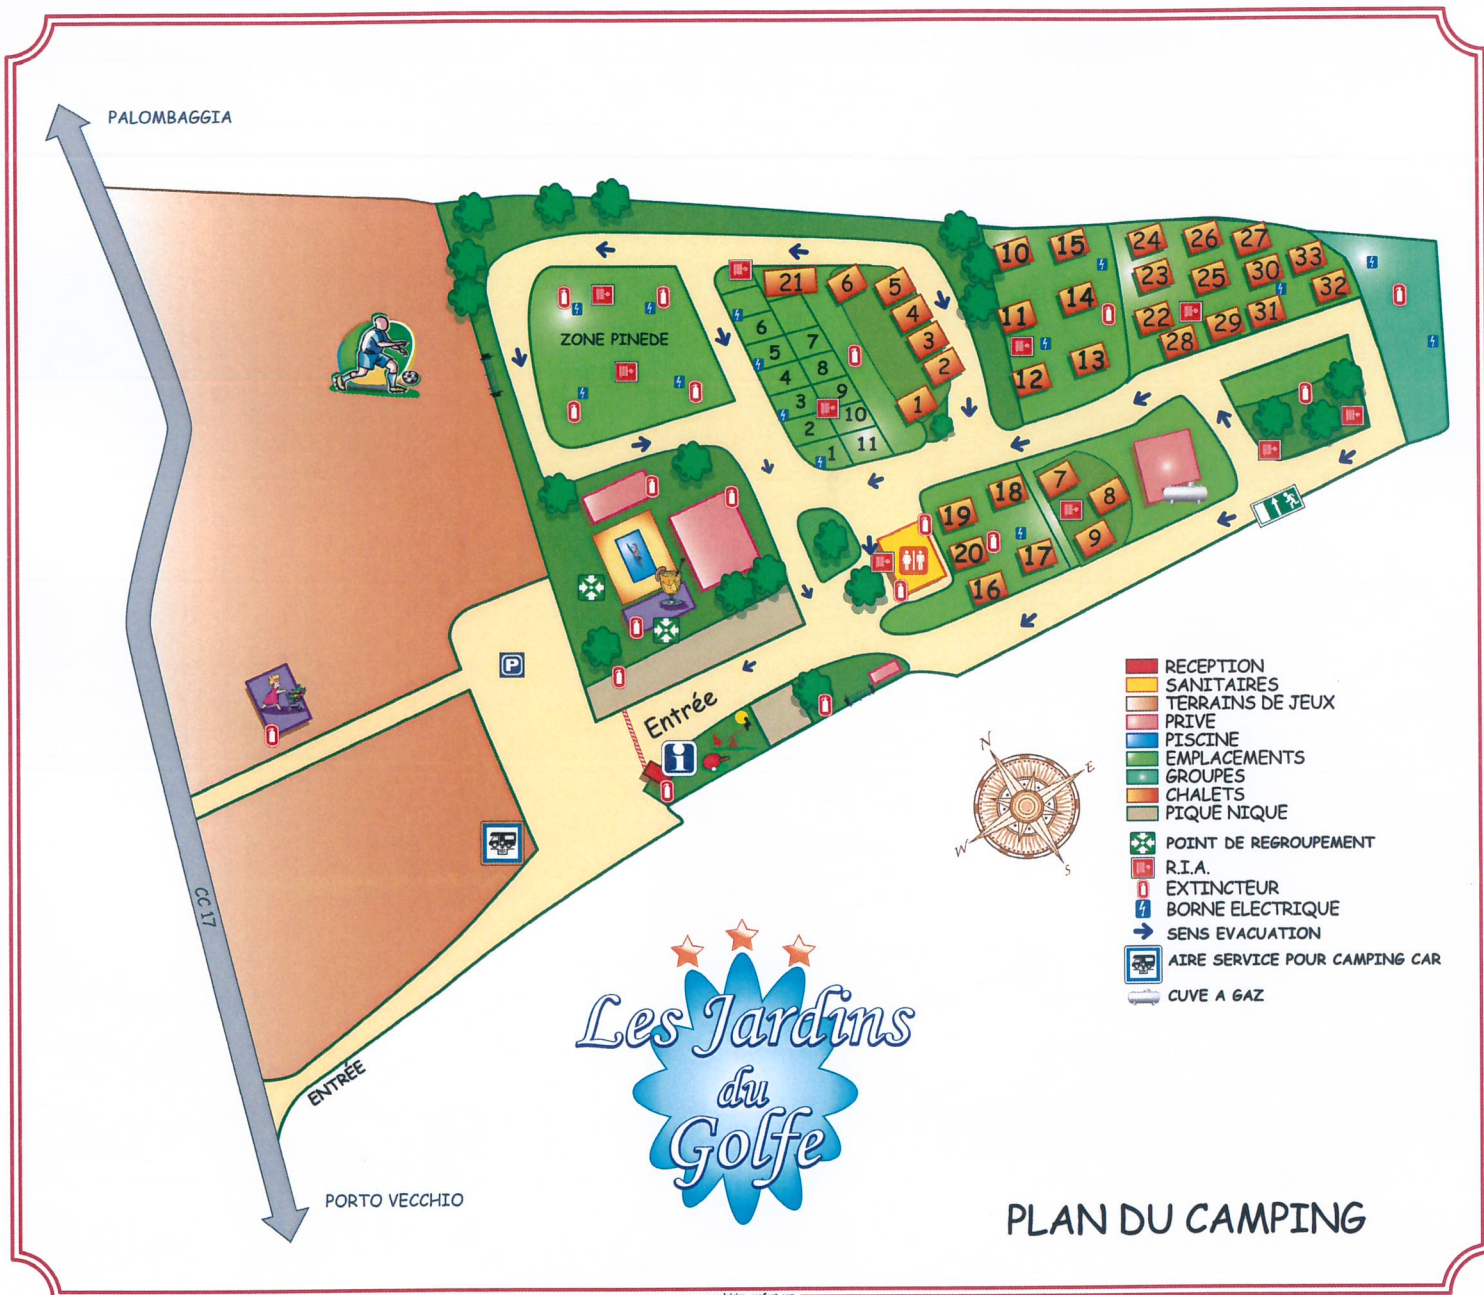 PALOMBAGGIA
10
15
24
26
27
33
23
25
30
32
11
14
22
29
31
28
12
13
21
6
5
4
3
2
1
ZONE PINEDE
6
5
7
4
8
3
9
2
10
1
11
7
8
9
18
19
20
17
16
P
Entrée
i
N
E
W
S
RECEPTION
SANITAIRES
TERRAINS DE JEUX
PRIVE
PISCINE
EMPLACEMENTS
GROUPES
CHALETS
PIQUE NIQUE
POINT DE REGROUPEMENT
R.I.A.
EXTINCTEUR
BORNE ELECTRIQUE
SENS EVACUATION
AIRE SERVICE POUR CAMPING CAR
CUVE A GAZ
CC 17
ENTRÉE
Les Jardins
du
Golfe
PORTO VECCHIO
PLAN DU CAMPING